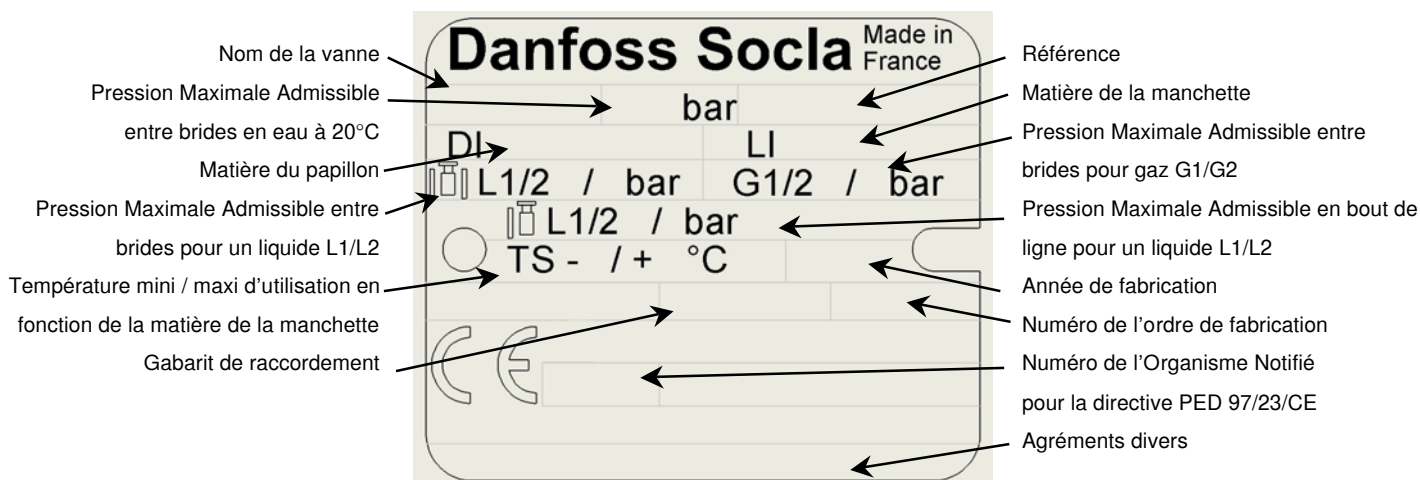 Nom de la vanne
Pression Maximale Admissible
entre brides en eau à 20°C
Matière du papillon
Pression Maximale Admissible entre
brides pour un liquide L1/L2
Température mini / maxi d'utilisation en
fonction de la matière de la manchette
Gabarit de raccordement
Danfoss Socla Made in France
bar
DI LI
L1/2 / bar G1/2 / bar
L1/2 / bar
TS - / + °C
CE
Référence
Matière de la manchette
Pression Maximale Admissible entre
brides pour gaz G1/G2
Pression Maximale Admissible en bout de
ligne pour un liquide L1/L2
Année de fabrication
Numéro de l'ordre de fabrication
Numéro de l'Organisme Notifié
pour la directive PED 97/23/CE
Agréments divers